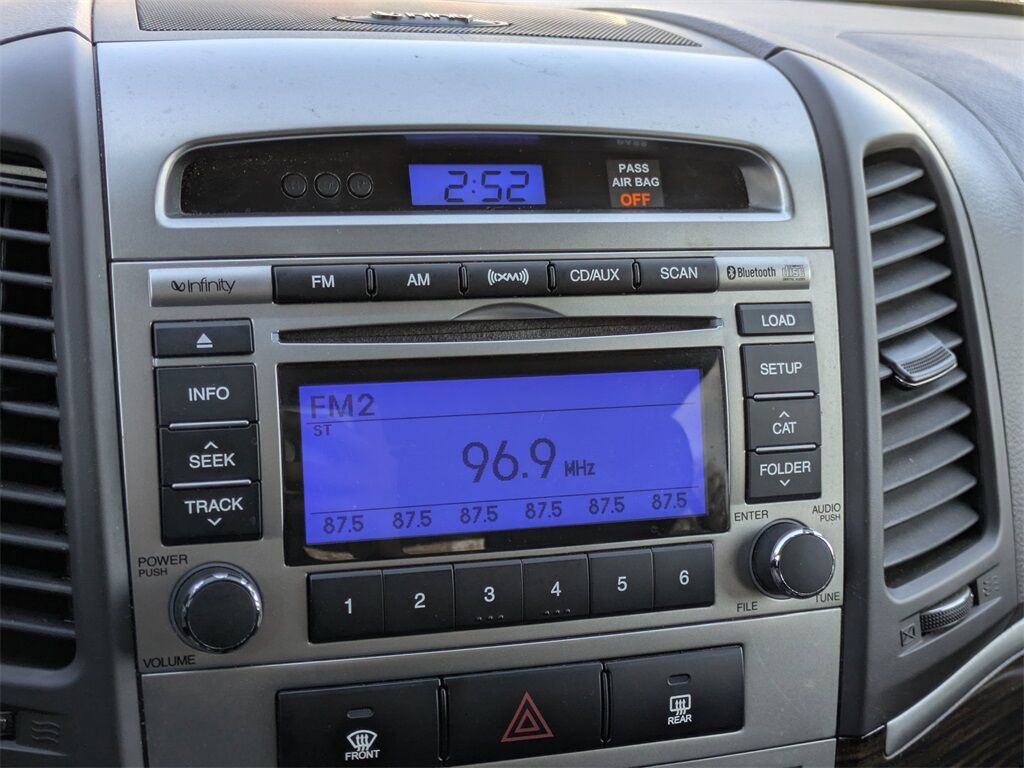 2:52
PASS
AIR BAG
OFF
Infinity
FM
AM
((XM))
CD/AUX
SCAN
Bluetooth
LOAD
INFO
SEEK
TRACK
SETUP
CAT
FOLDER
FM2
ST
96.9 MHz
87.5 87.5 87.5 87.5 87.5 87.5
POWER
PUSH
VOLUME
1 2 3 4 5 6
ENTER
AUDIO
PUSH
FILE
TUNE
FRONT
REAR